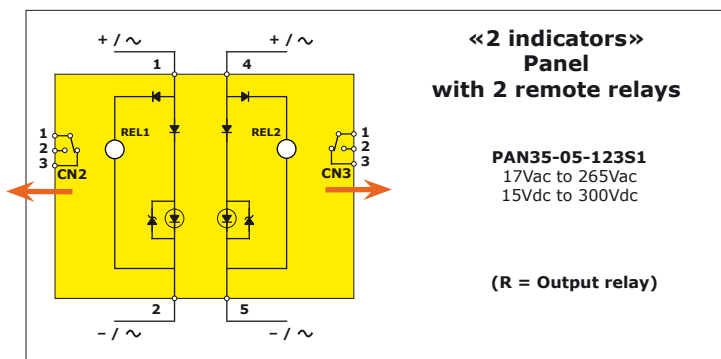 + / ∿ + / ∿
1 4
REL1 REL2
1 1
2 2
3 3
CN2 CN3
2 5
– / ∿ – / ∿
«2 indicators»
Panel
with 2 remote relays
PAN35-05-123S1
17Vac to 265Vac
15Vdc to 300Vdc
(R = Output relay)